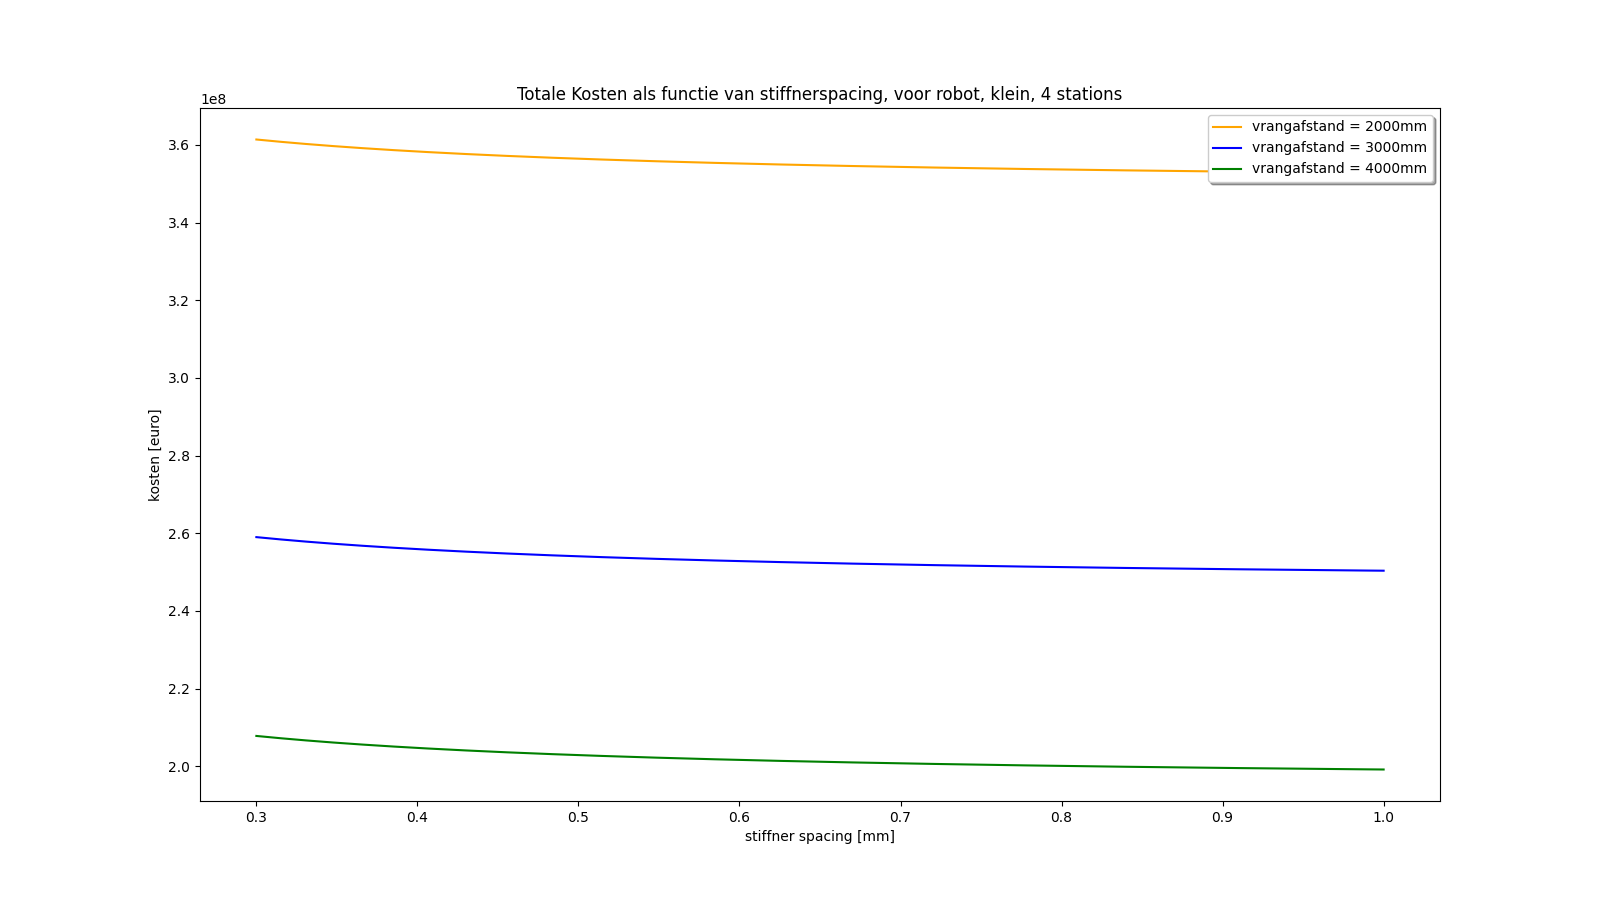 Totale Kosten als functie van stiffnerspacing, voor robot, klein, 4 stations
1e8
vrangafstand = 2000mm
vrangafstand = 3000mm
vrangafstand = 4000mm
3.6
3.4
3.2
3.0
2.8
2.6
2.4
2.2
2.0
kosten [euro]
0.3 0.4 0.5 0.6 0.7 0.8 0.9 1.0
stiffner spacing [mm]